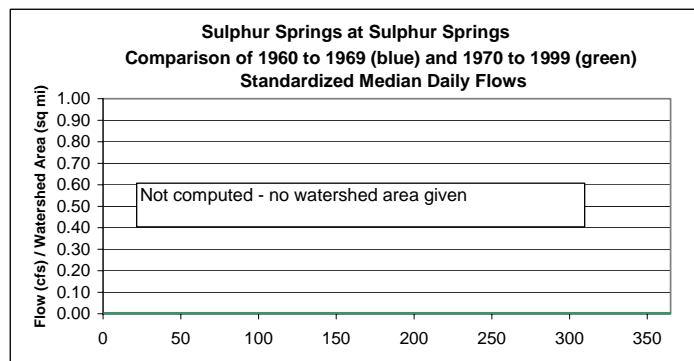 Sulphur Springs at Sulphur Springs
Comparison of 1960 to 1969 (blue) and 1970 to 1999 (green)
Standardized Median Daily Flows
Flow (cfs) / Watershed Area (sq mi)
1.00
0.90
0.80
0.70
0.60
0.50
0.40
0.30
0.20
0.10
0.00
Not computed - no watershed area given
0 50 100 150 200 250 300 350